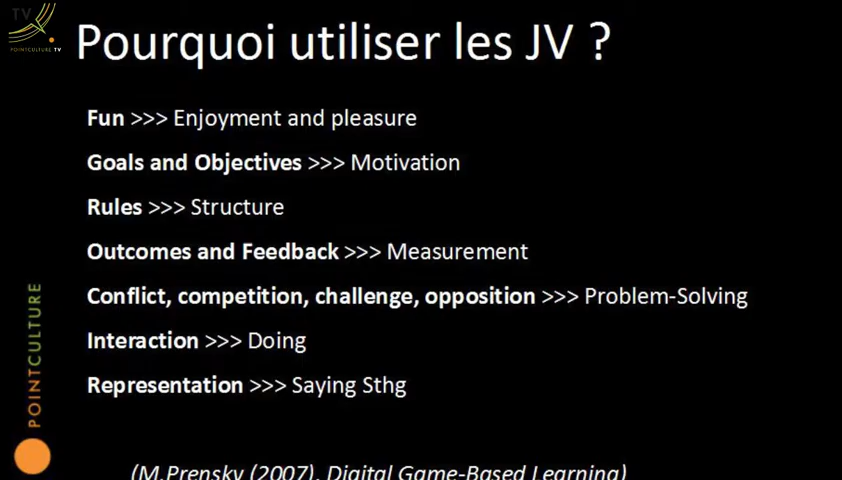 TV
POINTCULTURE TV
Pourquoi utiliser les JV ?
Fun >>> Enjoyment and pleasure
Goals and Objectives >>> Motivation
Rules >>> Structure
Outcomes and Feedback >>> Measurement
Conflict, competition, challenge, opposition >>> Problem-Solving
Interaction >>> Doing
Representation >>> Saying Sthg
POINTCULTURE
(M.Prensky (2007). Digital Game-Based Learning)